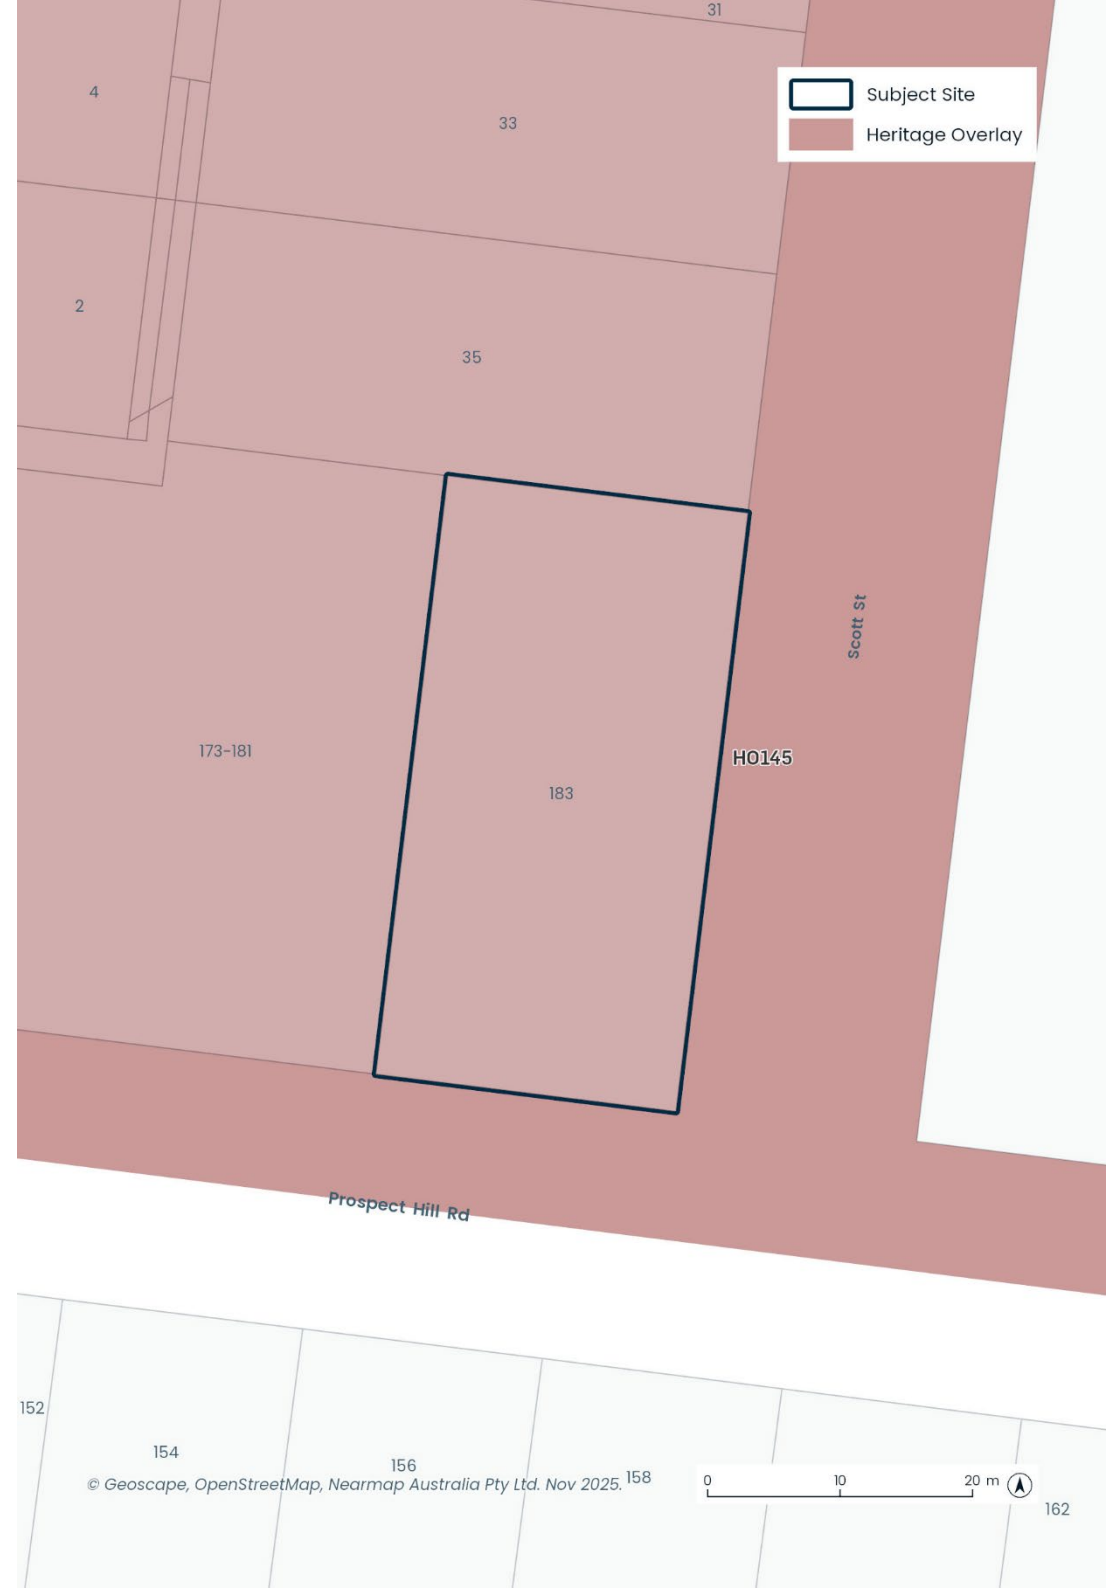 31
4
33
Subject Site
Heritage Overlay
2
35
Scott St
173-181
183
HO145
Prospect Hill Rd
152
154
156
158
162
© Geoscape, OpenStreetMap, Nearmap Australia Pty Ltd. Nov 2025.
0 10 20 m